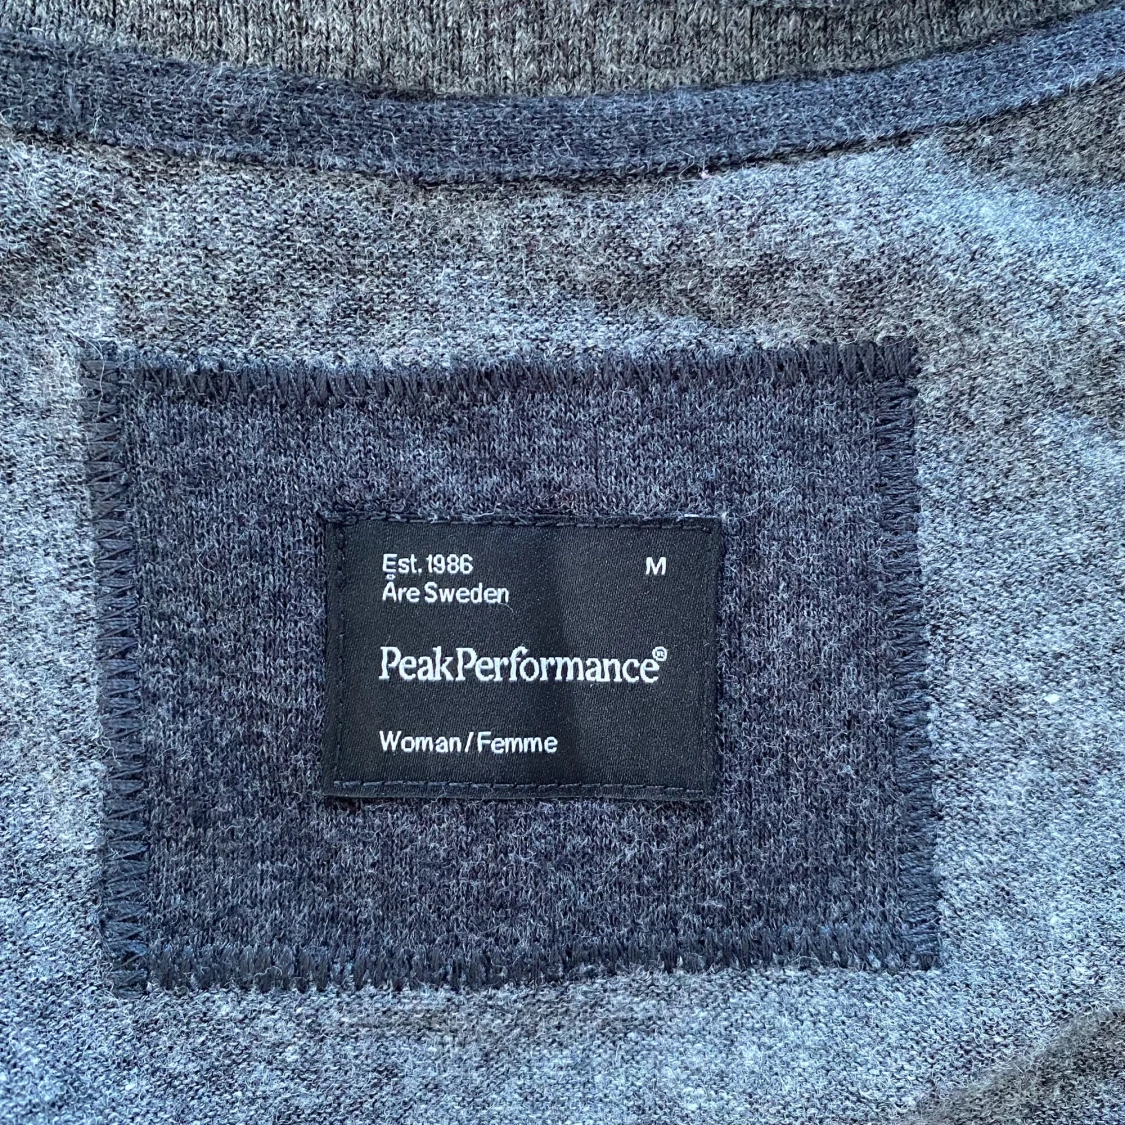 Est. 1986 M
Åre Sweden
PeakPerformance®
Woman/Femme